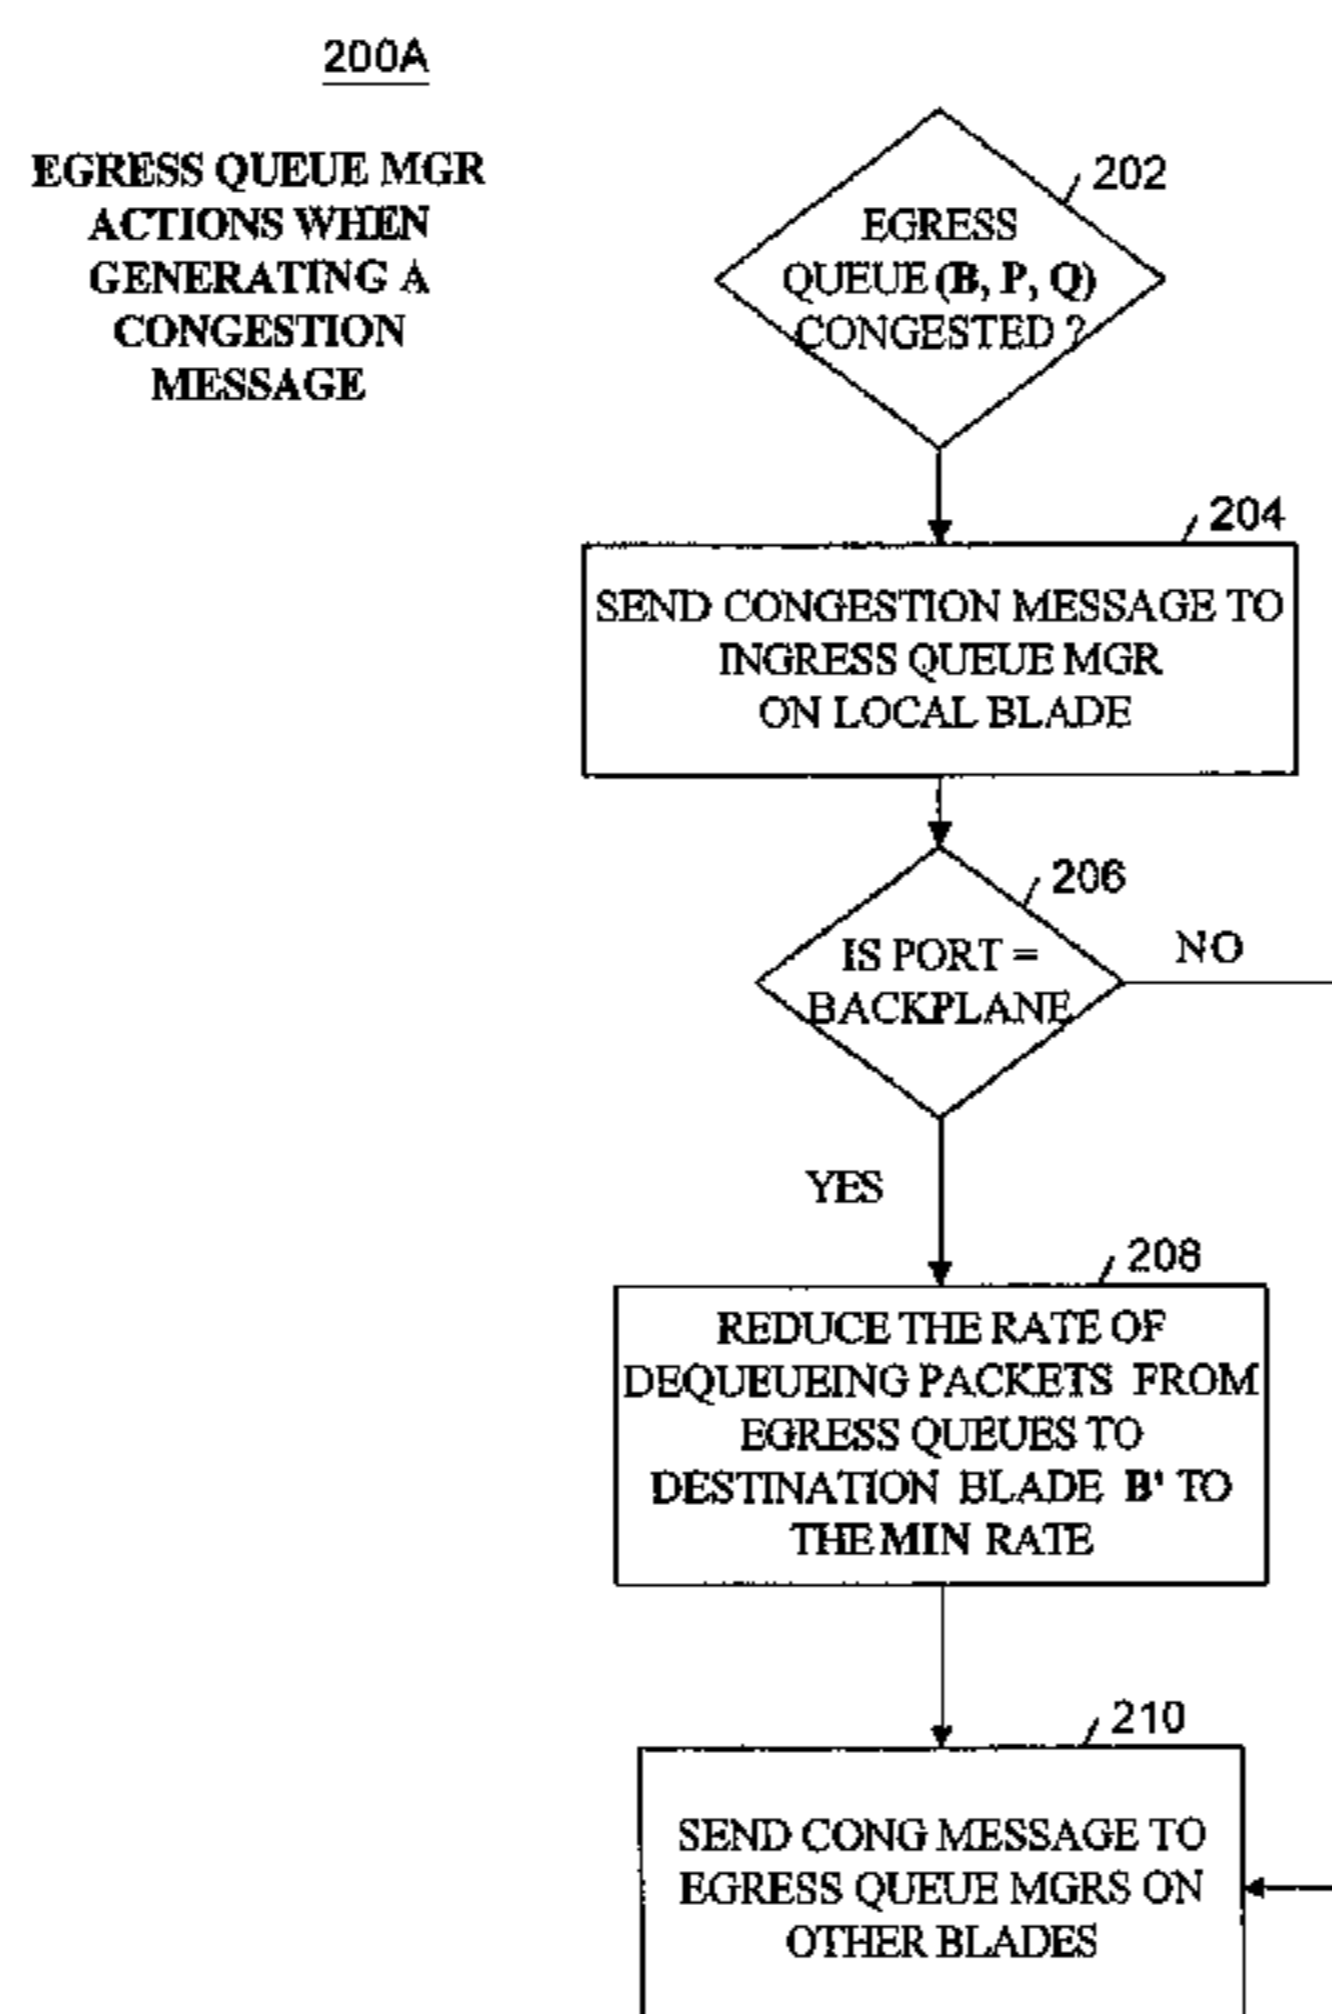 200A
EGRESS QUEUE MGR
ACTIONS WHEN
GENERATING A
CONGESTION
MESSAGE
202
EGRESS
QUEUE (B, P, Q)
CONGESTED ?
204
SEND CONGESTION MESSAGE TO
INGRESS QUEUE MGR
ON LOCAL BLADE
206
IS PORT =
BACKPLANE
NO
YES
208
REDUCE THE RATE OF
DEQUEUEING PACKETS FROM
EGRESS QUEUES TO
DESTINATION BLADE B' TO
THE MIN RATE
210
SEND CONG MESSAGE TO
EGRESS QUEUE MGRS ON
OTHER BLADES